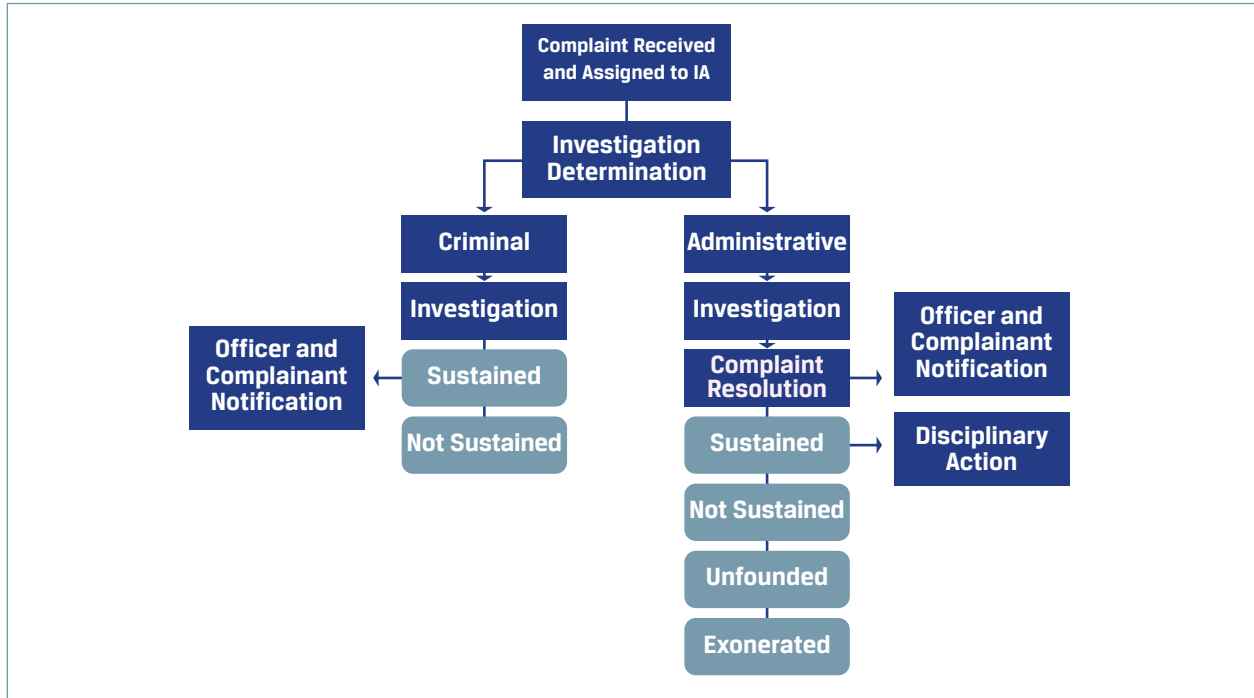 Complaint Received
and Assigned to IA
Investigation
Determination
Criminal
Administrative
Investigation
Investigation
Officer and
Complainant
Notification
Sustained
Not Sustained
Complaint
Resolution
Officer and
Complainant
Notification
Sustained
Disciplinary
Action
Not Sustained
Unfounded
Exonerated